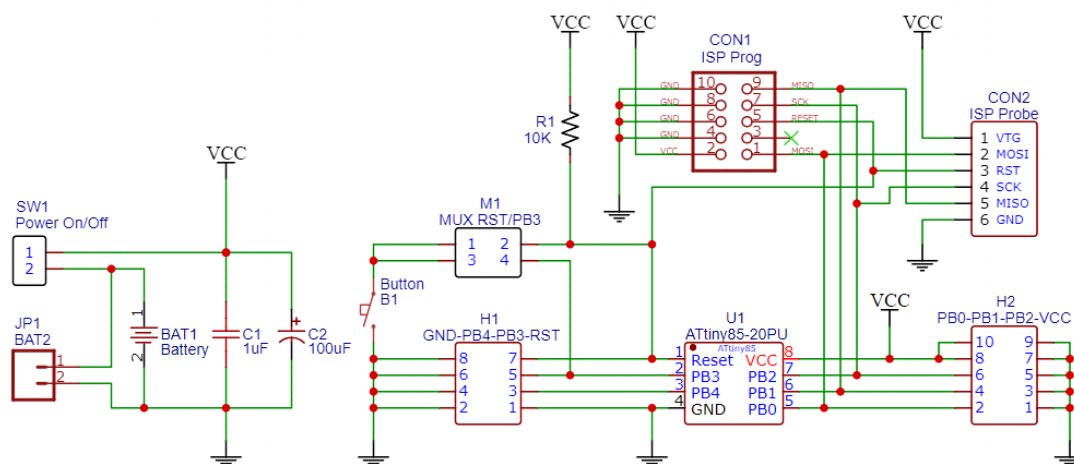 VCC
SW1
Power On/Off
1
2
JP1
BAT2
1
2
1
2
BAT1
Battery
C1
1uF
+
C2
100uF
VCC
R1
10K
M1
MUX RST/PB3
1 2
3 4
Button
B1
H1
GND-PB4-PB3-RST
8 7
6 5
4 3
2 1
VCC
CON1
ISP Prog
GND 10 9 MISO
GND 8 7 SCK
GND 6 5 RESET
GND 4 3
VCC 2 1 MOSI
VCC
CON2
ISP Probe
1 VTG
2 MOSI
3 RST
4 SCK
5 MISO
6 GND
U1
ATtiny85-20PU
ATtiny85
1 Reset VCC 8
2 PB3 PB2 7
3 PB4 PB1 6
4 GND PB0 5
VCC
H2
PB0-PB1-PB2-VCC
10 9
8 7
6 5
4 3
2 1